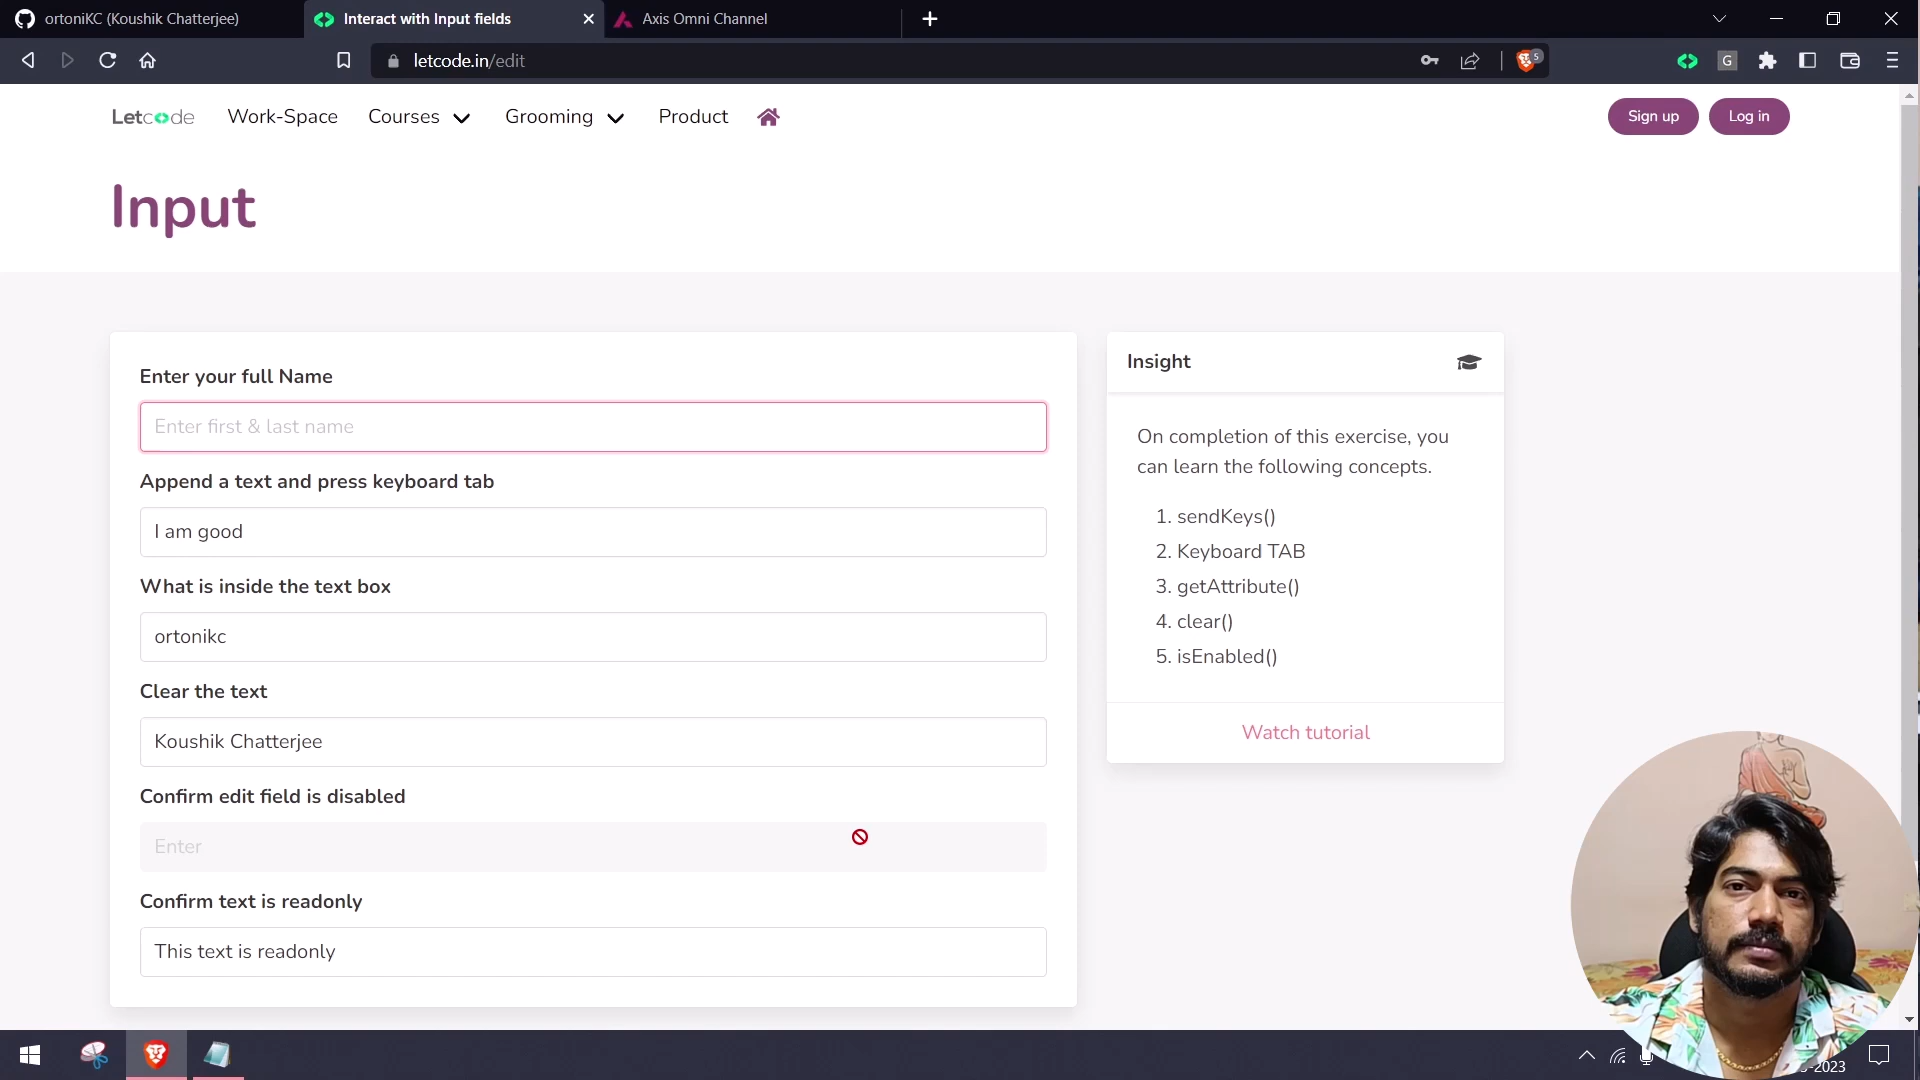 ortoniKC (Koushik Chatterjee)
Interact with Input fields
Axis Omni Channel
letcode.in/edit
5
G
Letcode
Work-Space
Courses
Grooming
Product
Sign up
Log in
Input
Enter your full Name
Enter first & last name
Append a text and press keyboard tab
I am good
What is inside the text box
ortonikc
Clear the text
Koushik Chatterjee
Confirm edit field is disabled
Enter
Confirm text is readonly
This text is readonly
Insight
On completion of this exercise, you
can learn the following concepts.
1. sendKeys()
2. Keyboard TAB
3. getAttribute()
4. clear()
5. isEnabled()
Watch tutorial
-2023